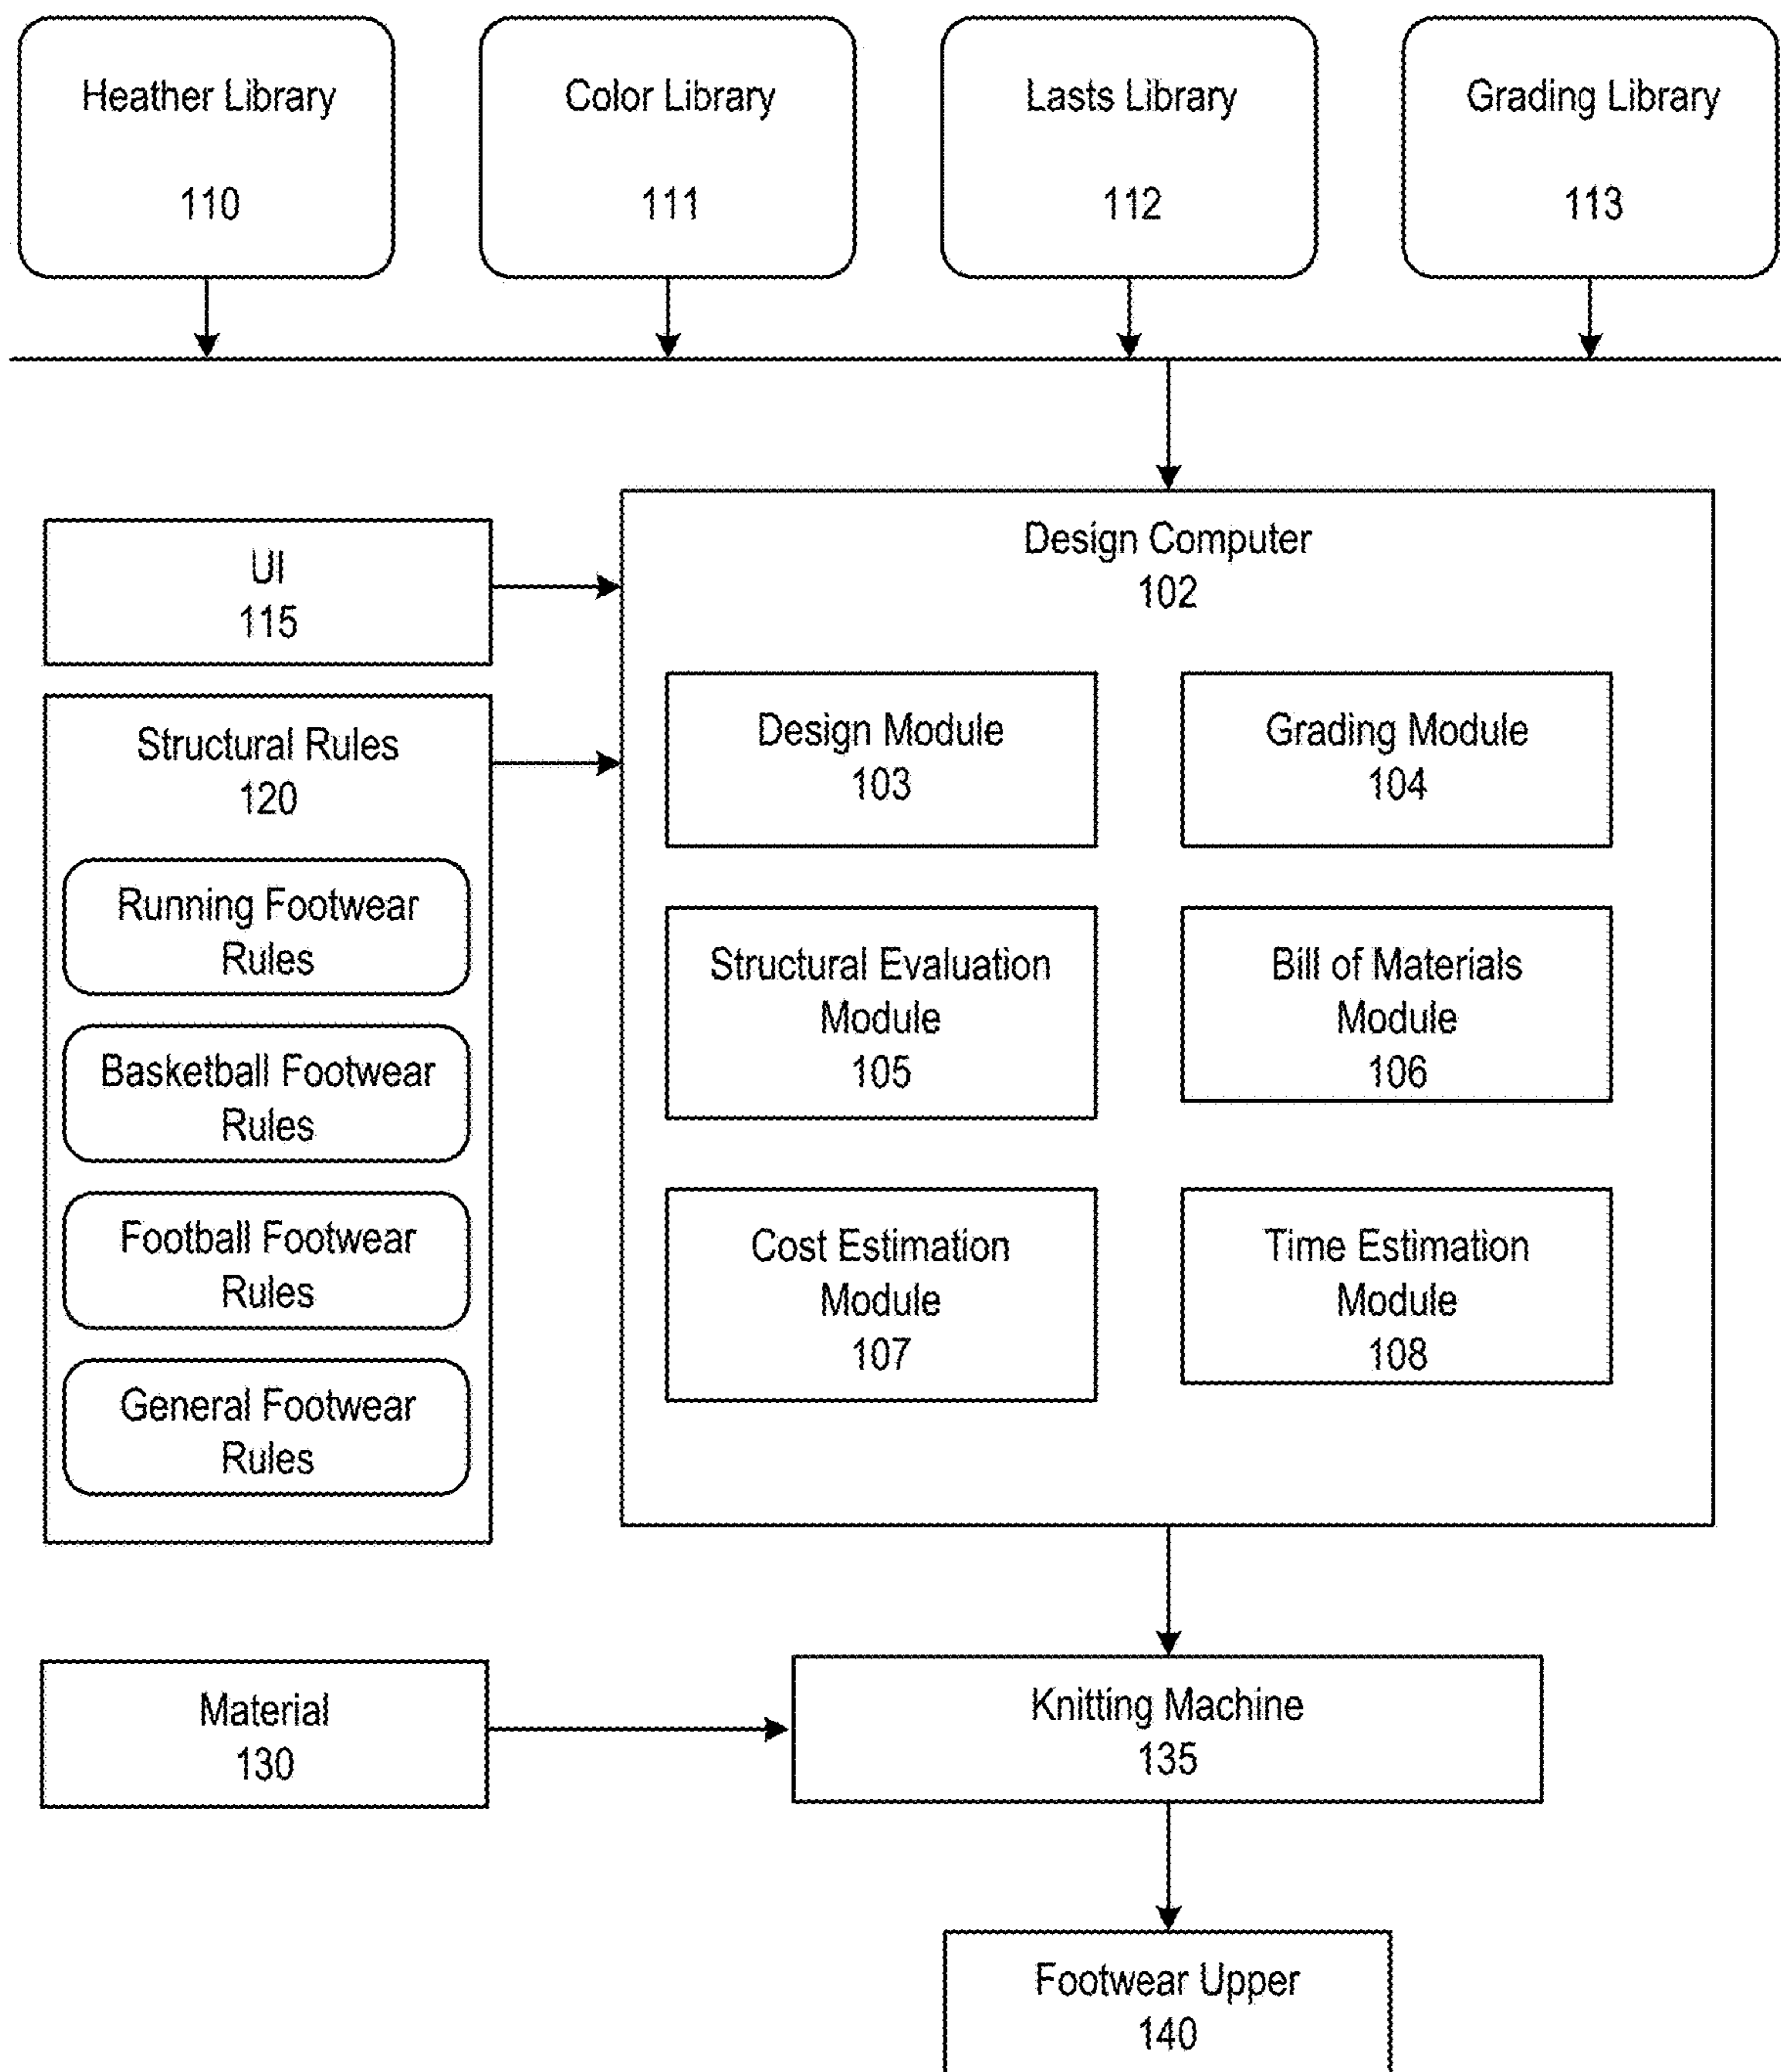 Heather Library
110
Color Library
111
Lasts Library
112
Grading Library
113
UI
115
Structural Rules
120
Running Footwear
Rules
Basketball Footwear
Rules
Football Footwear
Rules
General Footwear
Rules
Design Computer
102
Design Module
103
Grading Module
104
Structural Evaluation
Module
105
Bill of Materials
Module
106
Cost Estimation
Module
107
Time Estimation
Module
108
Material
130
Knitting Machine
135
Footwear Upper
140